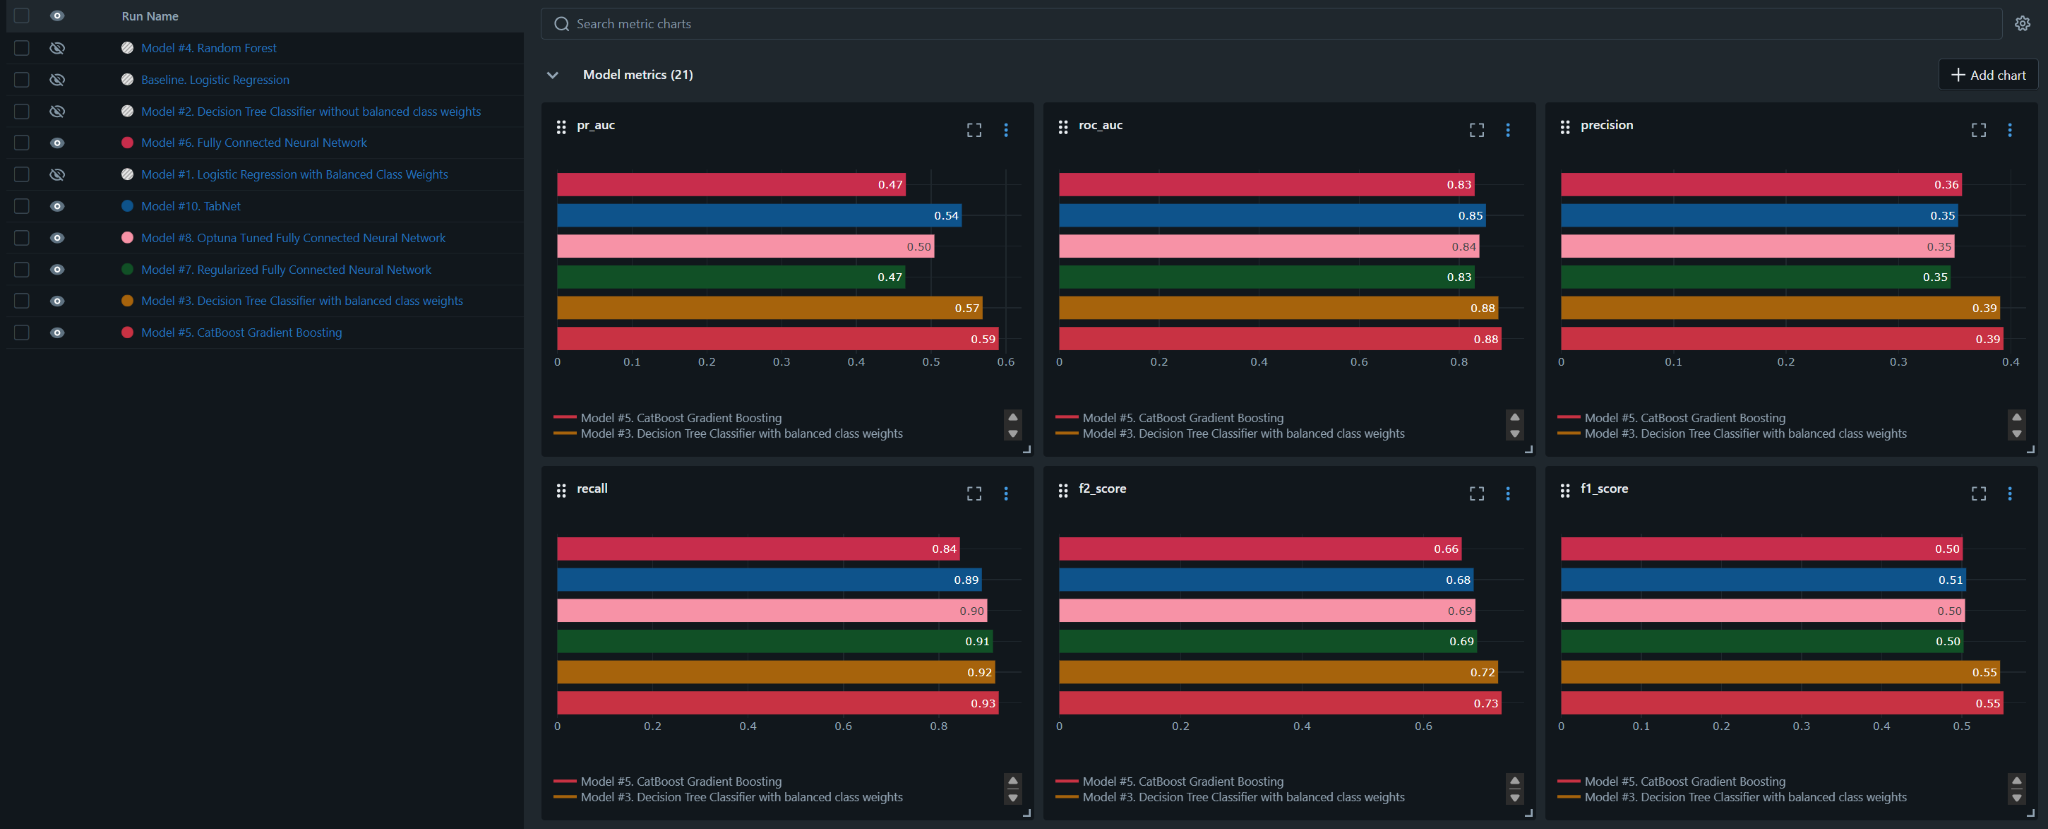 Run Name
Model #4. Random Forest
Baseline. Logistic Regression
Model #2. Decision Tree Classifier without balanced class weights
Model #6. Fully Connected Neural Network
Model #1. Logistic Regression with Balanced Class Weights
Model #10. TabNet
Model #8. Optuna Tuned Fully Connected Neural Network
Model #7. Regularized Fully Connected Neural Network
Model #3. Decision Tree Classifier with balanced class weights
Model #5. CatBoost Gradient Boosting
Search metric charts
Model metrics (21)
Add chart
pr_auc
0.47
0.54
0.50
0.47
0.57
0.59
0 0.1 0.2 0.3 0.4 0.5 0.6
Model #5. CatBoost Gradient Boosting
Model #3. Decision Tree Classifier with balanced class weights
roc_auc
0.83
0.85
0.84
0.83
0.88
0.88
0 0.2 0.4 0.6 0.8
Model #5. CatBoost Gradient Boosting
Model #3. Decision Tree Classifier with balanced class weights
precision
0.36
0.35
0.35
0.35
0.39
0.39
0 0.1 0.2 0.3 0.4
Model #5. CatBoost Gradient Boosting
Model #3. Decision Tree Classifier with balanced class weights
recall
0.84
0.89
0.90
0.91
0.92
0.93
0 0.2 0.4 0.6 0.8
Model #5. CatBoost Gradient Boosting
Model #3. Decision Tree Classifier with balanced class weights
f2_score
0.66
0.68
0.69
0.69
0.72
0.73
0 0.2 0.4 0.6
Model #5. CatBoost Gradient Boosting
Model #3. Decision Tree Classifier with balanced class weights
f1_score
0.50
0.51
0.50
0.50
0.55
0.55
0 0.1 0.2 0.3 0.4 0.5
Model #5. CatBoost Gradient Boosting
Model #3. Decision Tree Classifier with balanced class weights